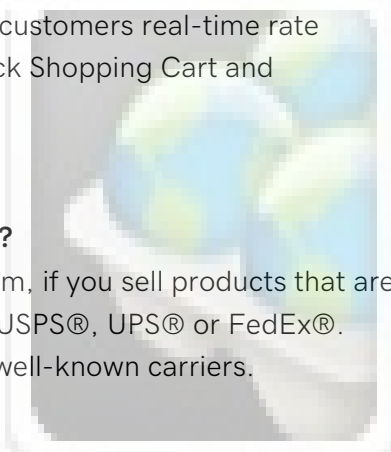 customers real-time rate
ck Shopping Cart and
?
m, if you sell products that are
USPS®, UPS® or FedEx®.
well-known carriers.